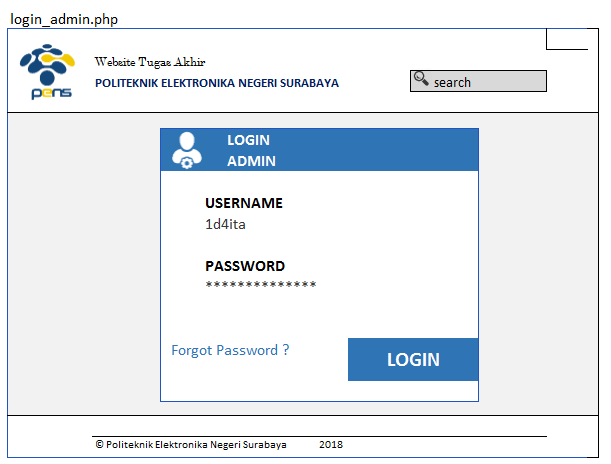 login_admin.php
Website Tugas Akhir
POLITEKNIK ELEKTRONIKA NEGERI SURABAYA
search
pens
LOGIN
ADMIN
USERNAME
1d4ita
PASSWORD
**************
Forgot Password ?
LOGIN
© Politeknik Elektronika Negeri Surabaya 2018